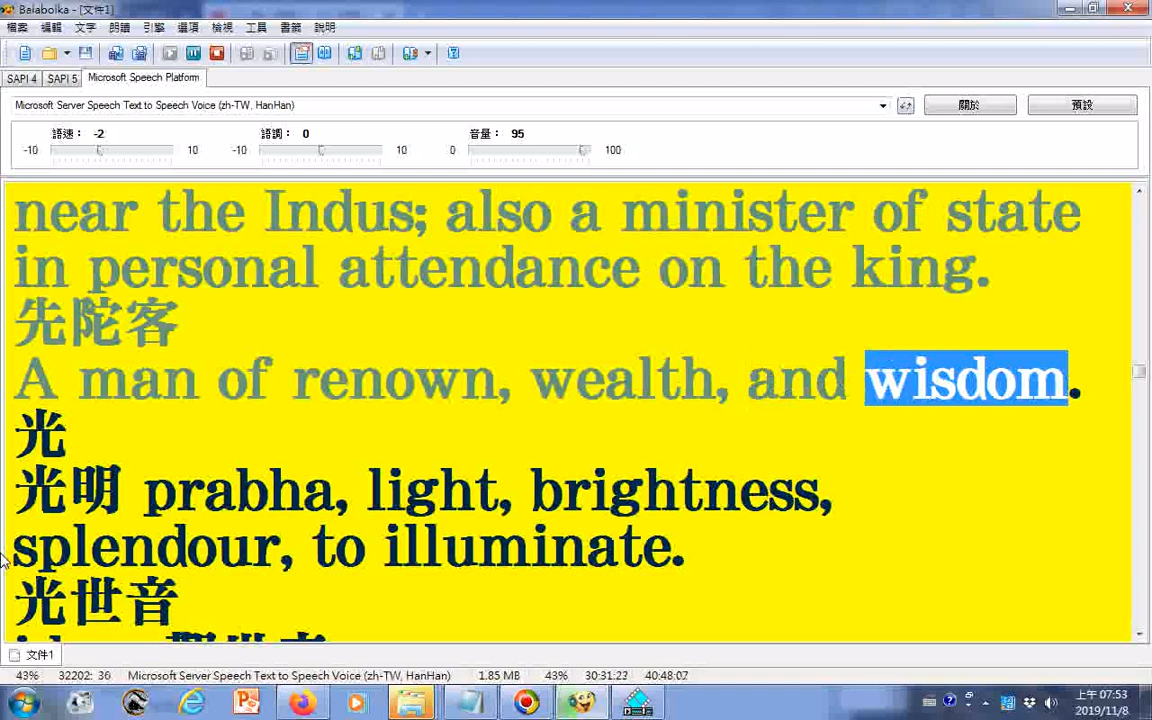 Balabolka - [文件1]
檔案 編輯 文字 朗讀 引擎 選項 檢視 工具 書籤 說明
SAPI 4 SAPI 5 Microsoft Speech Platform
Microsoft Server Speech Text to Speech Voice (zh-TW, HanHan) 關於 預設
語速： -2 語調： 0 音量： 95
-10 10 -10 10 0 100
near the Indus; also a minister of state
in personal attendance on the king.
先陀客
A man of renown, wealth, and wisdom.
光
光明 prabha, light, brightness,
splendour, to illuminate.
光世音
文件1
43% 32202: 36 Microsoft Server Speech Text to Speech Voice (zh-TW, HanHan) 1.85 MB 43% 30:31:23 40:48:07
上午 07:53
2019/11/8